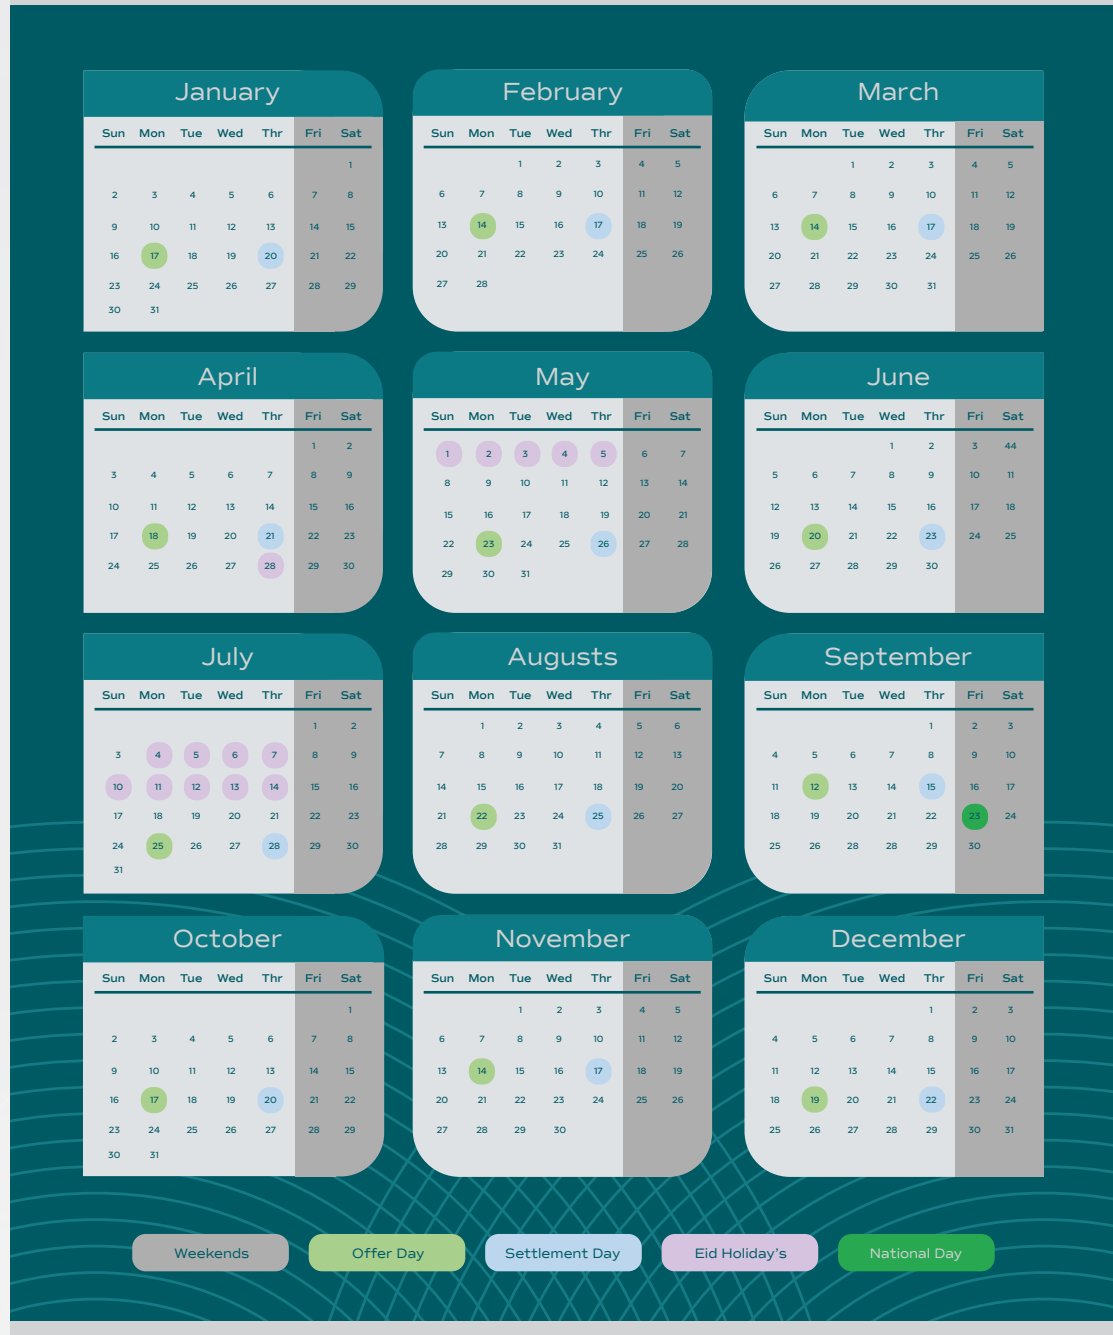 January February March
Sun Mon Tue Wed Thr Fri Sat Sun Mon Tue Wed Thr Fri Sat Sun Mon Tue Wed Thr Fri Sat
1 1 2 3 4 5 1 2 3 4 5
2 3 4 5 6 7 8 6 7 8 9 10 11 12 6 7 8 9 10 11 12
9 10 11 12 13 14 15 13 14 15 16 17 18 19 13 14 15 16 17 18 19
16 17 18 19 20 21 22 20 21 22 23 24 25 26 20 21 22 23 24 25 26
23 24 25 26 27 28 29 27 28 27 28 29 30 31
30 31
April May June
Sun Mon Tue Wed Thr Fri Sat Sun Mon Tue Wed Thr Fri Sat Sun Mon Tue Wed Thr Fri Sat
1 2 1 2 3 4 5 6 7 1 2 3 44
3 4 5 6 7 8 9 8 9 10 11 12 13 14 5 6 7 8 9 10 11
10 11 12 13 14 15 16 15 16 17 18 19 20 21 12 13 14 15 16 17 18
17 18 19 20 21 22 23 22 23 24 25 26 27 28 19 20 21 22 23 24 25
24 25 26 27 28 29 30 29 30 31 26 27 28 29 30
July Augusts September
Sun Mon Tue Wed Thr Fri Sat Sun Mon Tue Wed Thr Fri Sat Sun Mon Tue Wed Thr Fri Sat
1 2 1 2 3 4 5 6 1 2 3
3 4 5 6 7 8 9 7 8 9 10 11 12 13 4 5 6 7 8 9 10
10 11 12 13 14 15 16 14 15 16 17 18 19 20 11 12 13 14 15 16 17
17 18 19 20 21 22 23 21 22 23 24 25 26 27 18 19 20 21 22 23 24
24 25 26 27 28 29 30 28 29 30 31 25 26 28 28 29 30
31
October November December
Sun Mon Tue Wed Thr Fri Sat Sun Mon Tue Wed Thr Fri Sat Sun Mon Tue Wed Thr Fri Sat
1 1 2 3 4 5 1 2 3
2 3 4 5 6 7 8 6 7 8 9 10 11 12 4 5 6 7 8 9 10
9 10 11 12 13 14 15 13 14 15 16 17 18 19 11 12 13 14 15 16 17
16 17 18 19 20 21 22 20 21 22 23 24 25 26 18 19 20 21 22 23 24
23 24 25 26 27 28 29 27 28 29 30 25 26 27 28 29 30 31
30 31
Weekends Offer Day Settlement Day Eid Holiday's National Day